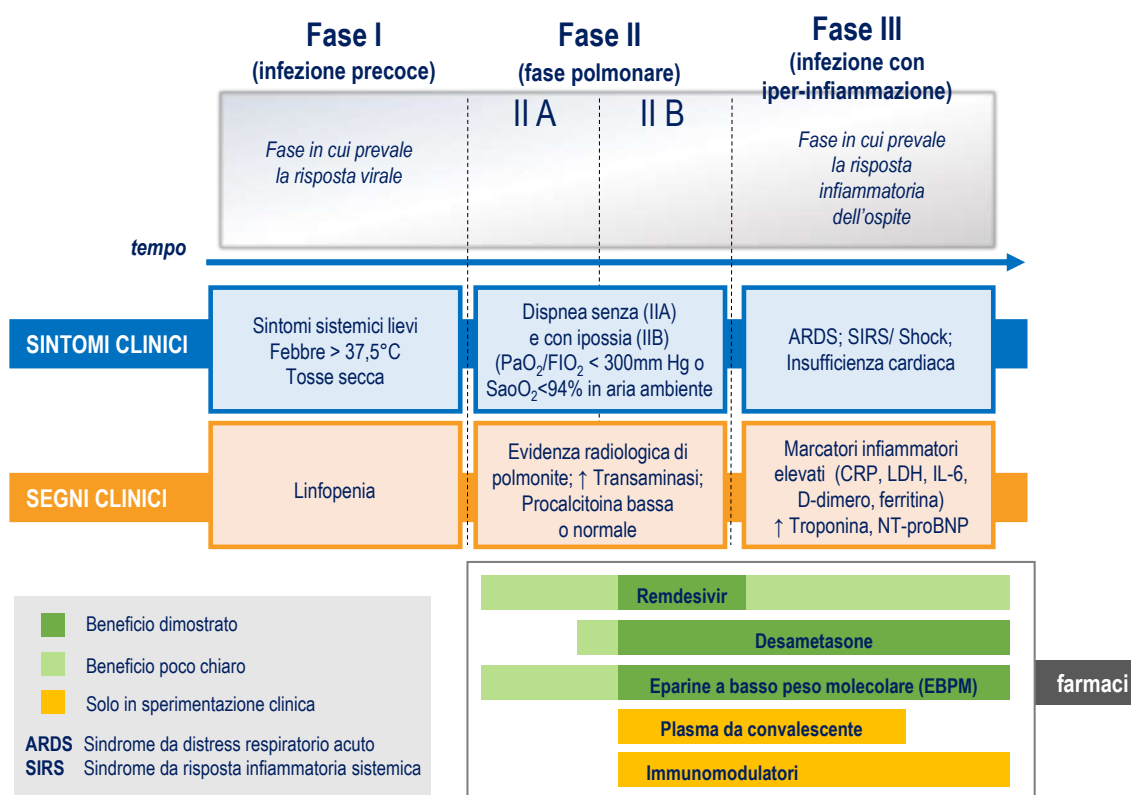 Fase I
(infezione precoce)
Fase II
(fase polmonare)
Fase III
(infezione con
iper-infiammazione)
II A
II B
Fase in cui prevale
la risposta virale
Fase in cui prevale
la risposta
infiammatoria
dell'ospite
tempo
SINTOMI CLINICI
Sintomi sistemici lievi
Febbre > 37,5°C
Tosse secca
Dispnea senza (IIA)
e con ipossia (IIB)
(PaO₂/FIO₂ < 300mm Hg o
SaoO₂<94% in aria ambiente
ARDS; SIRS/ Shock;
Insufficienza cardiaca
SEGNI CLINICI
Linfopenia
Evidenza radiologica di
polmonite; ↑ Transaminasi;
Procalcitoina bassa
o normale
Marcatori infiammatori
elevati (CRP, LDH, IL-6,
D-dimero, ferritina)
↑ Troponina, NT-proBNP
Beneficio dimostrato
Beneficio poco chiaro
Solo in sperimentazione clinica
ARDS Sindrome da distress respiratorio acuto
SIRS Sindrome da risposta infiammatoria sistemica
Remdesivir
Desametasone
Eparine a basso peso molecolare (EBPM)
Plasma da convalescente
Immunomodulatori
farmaci